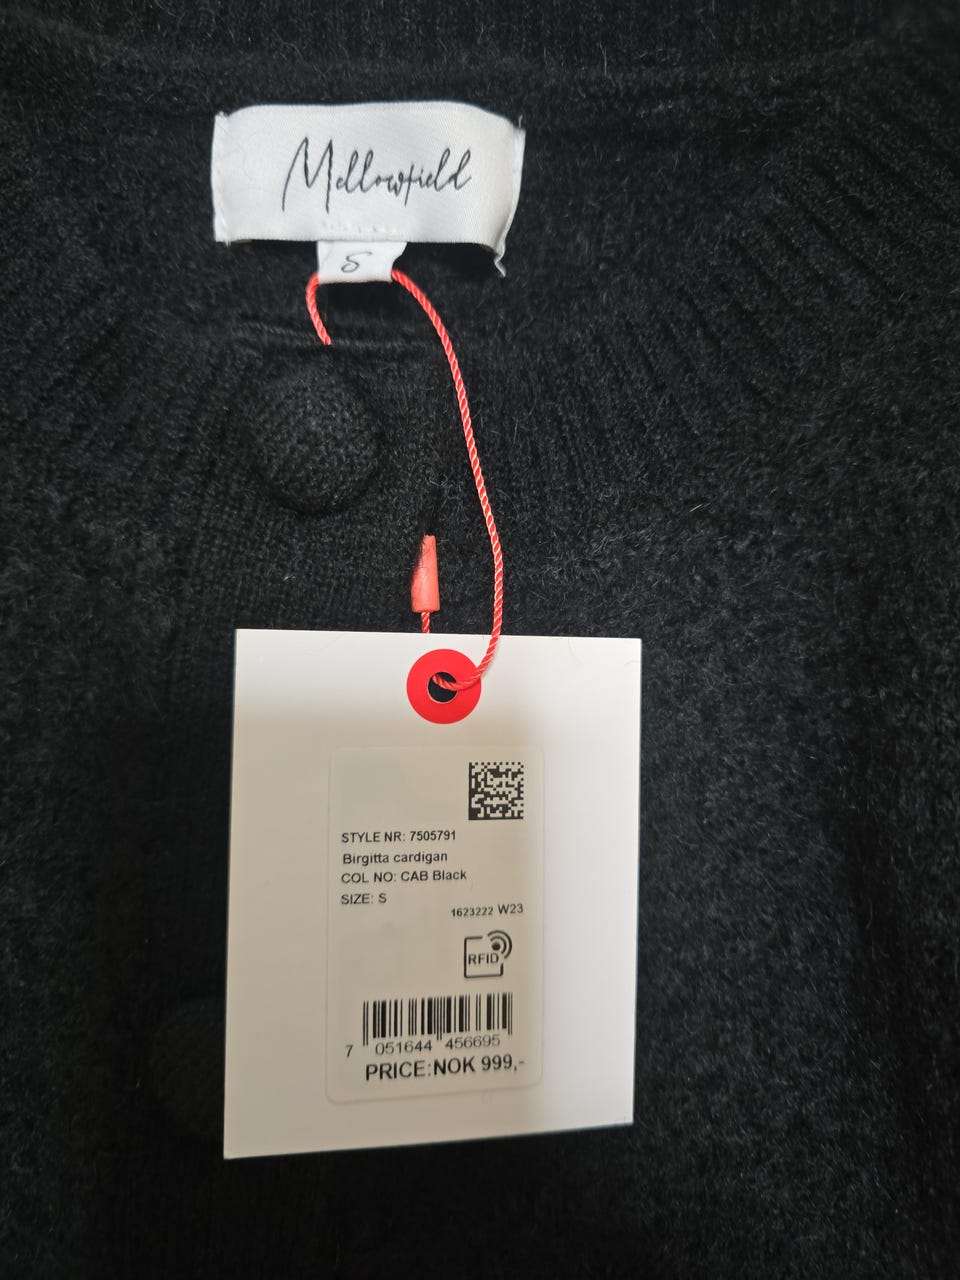 Mellowfield
S
STYLE NR: 7505791
Birgitta cardigan
COL NO: CAB Black
SIZE: S
1623222 W23
RFID
7 051644 456695
PRICE:NOK 999,-